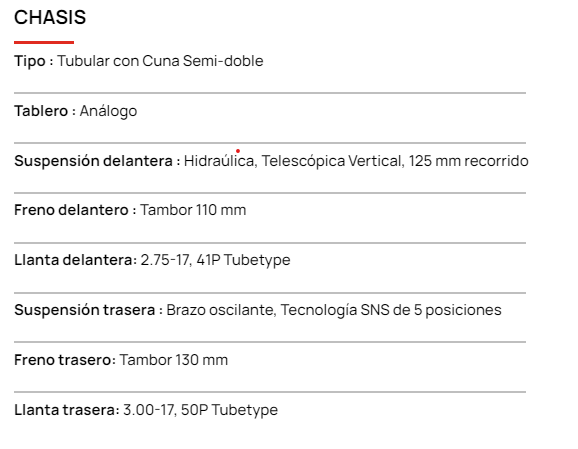 CHASIS
Tipo : Tubular con Cuna Semi-doble
Tablero : Análogo
Suspensión delantera : Hidraúlica, Telescópica Vertical, 125 mm recorrido
Freno delantero : Tambor 110 mm
Llanta delantera: 2.75-17, 41P Tubetype
Suspensión trasera : Brazo oscilante, Tecnología SNS de 5 posiciones
Freno trasero: Tambor 130 mm
Llanta trasera: 3.00-17, 50P Tubetype